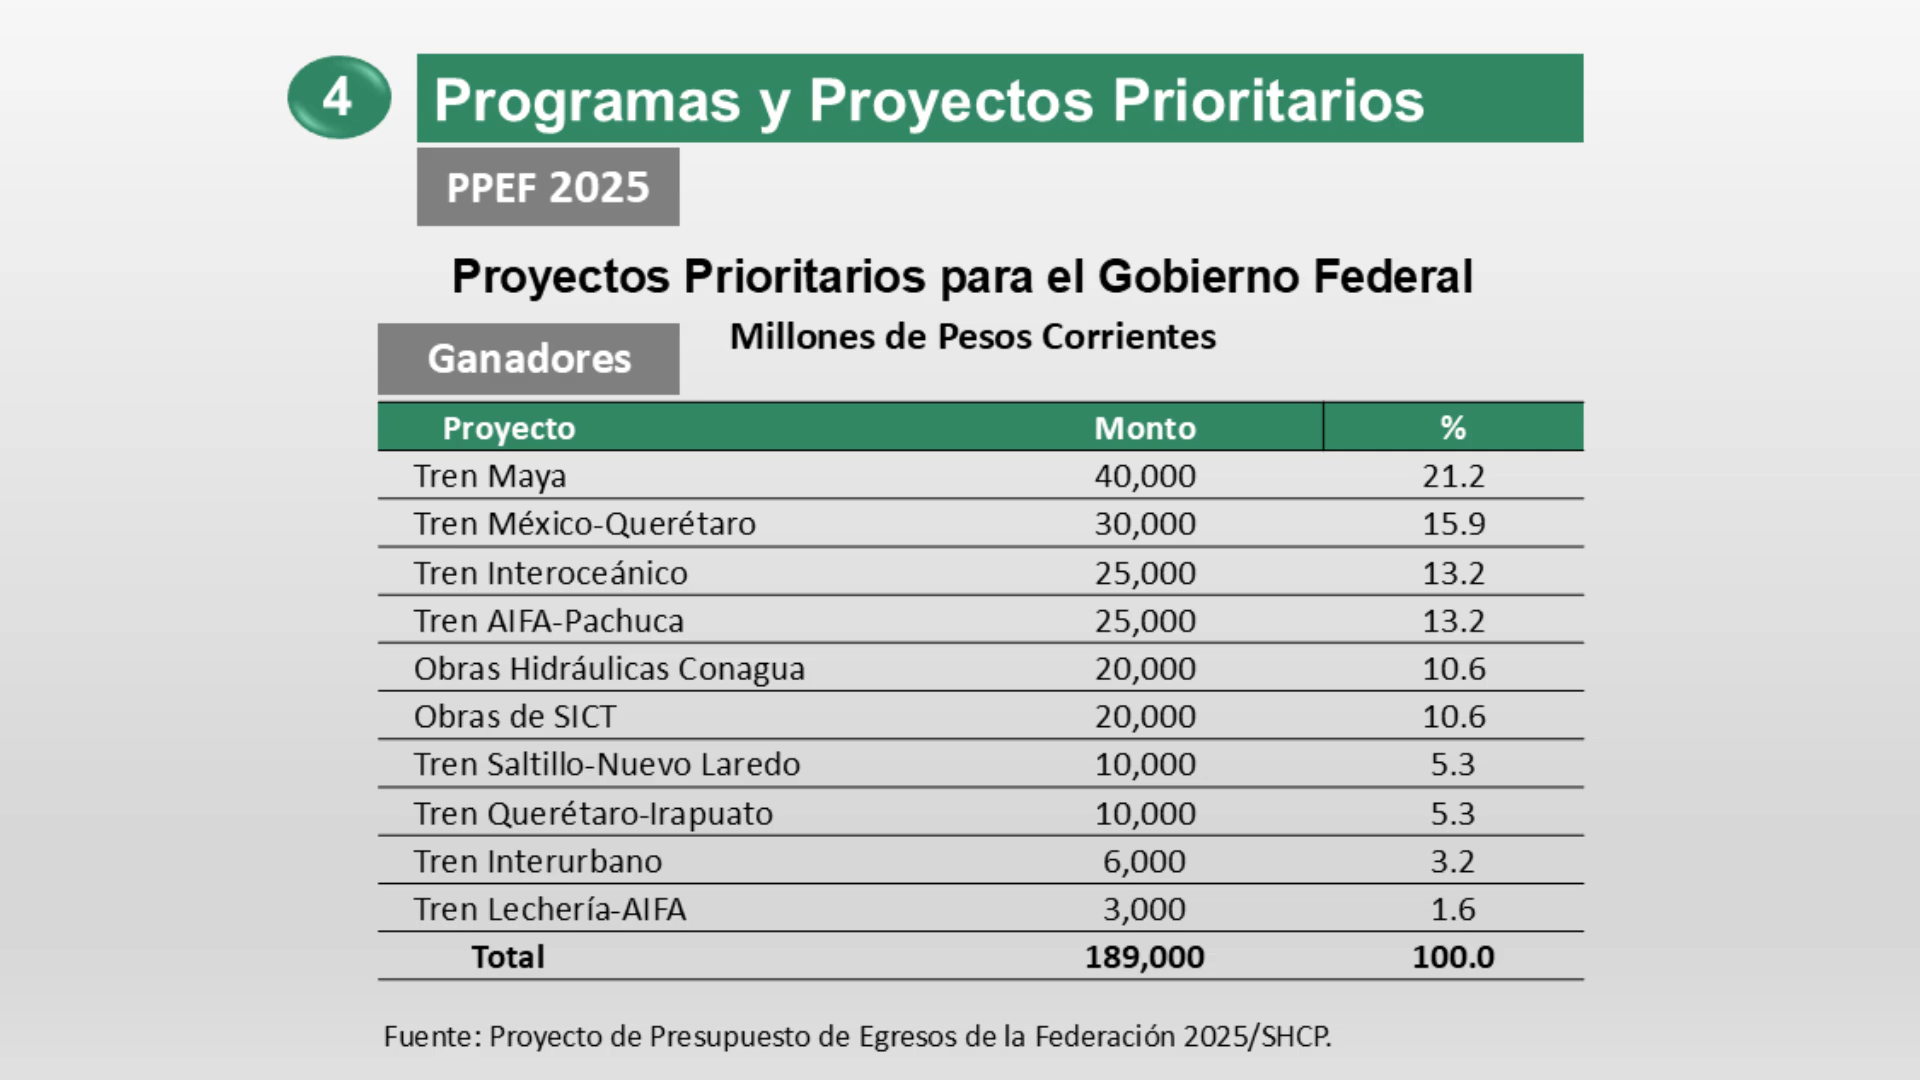 4 Programas y Proyectos Prioritarios
PPEF 2025
Proyectos Prioritarios para el Gobierno Federal
Millones de Pesos Corrientes
Ganadores
Proyecto Monto %
Tren Maya 40,000 21.2
Tren México-Querétaro 30,000 15.9
Tren Interoceánico 25,000 13.2
Tren AIFA-Pachuca 25,000 13.2
Obras Hidráulicas Conagua 20,000 10.6
Obras de SICT 20,000 10.6
Tren Saltillo-Nuevo Laredo 10,000 5.3
Tren Querétaro-Irapuato 10,000 5.3
Tren Interurbano 6,000 3.2
Tren Lechería-AIFA 3,000 1.6
Total 189,000 100.0
Fuente: Proyecto de Presupuesto de Egresos de la Federación 2025/SHCP.